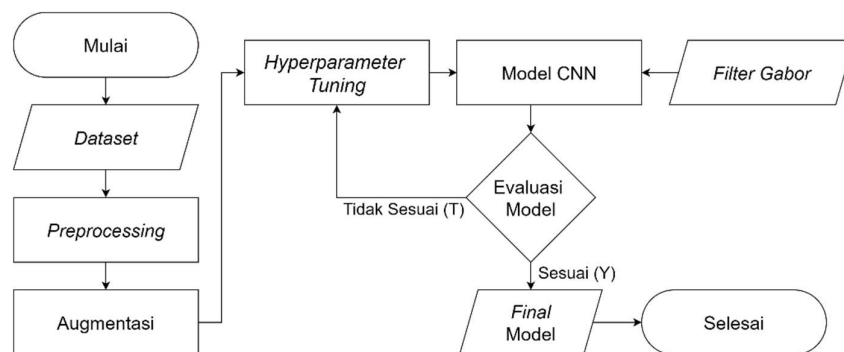 Mulai
Dataset
Preprocessing
Augmentasi
Hyperparameter
Tuning
Model CNN
Filter Gabor
Evaluasi
Model
Tidak Sesuai (T)
Sesuai (Y)
Final
Model
Selesai